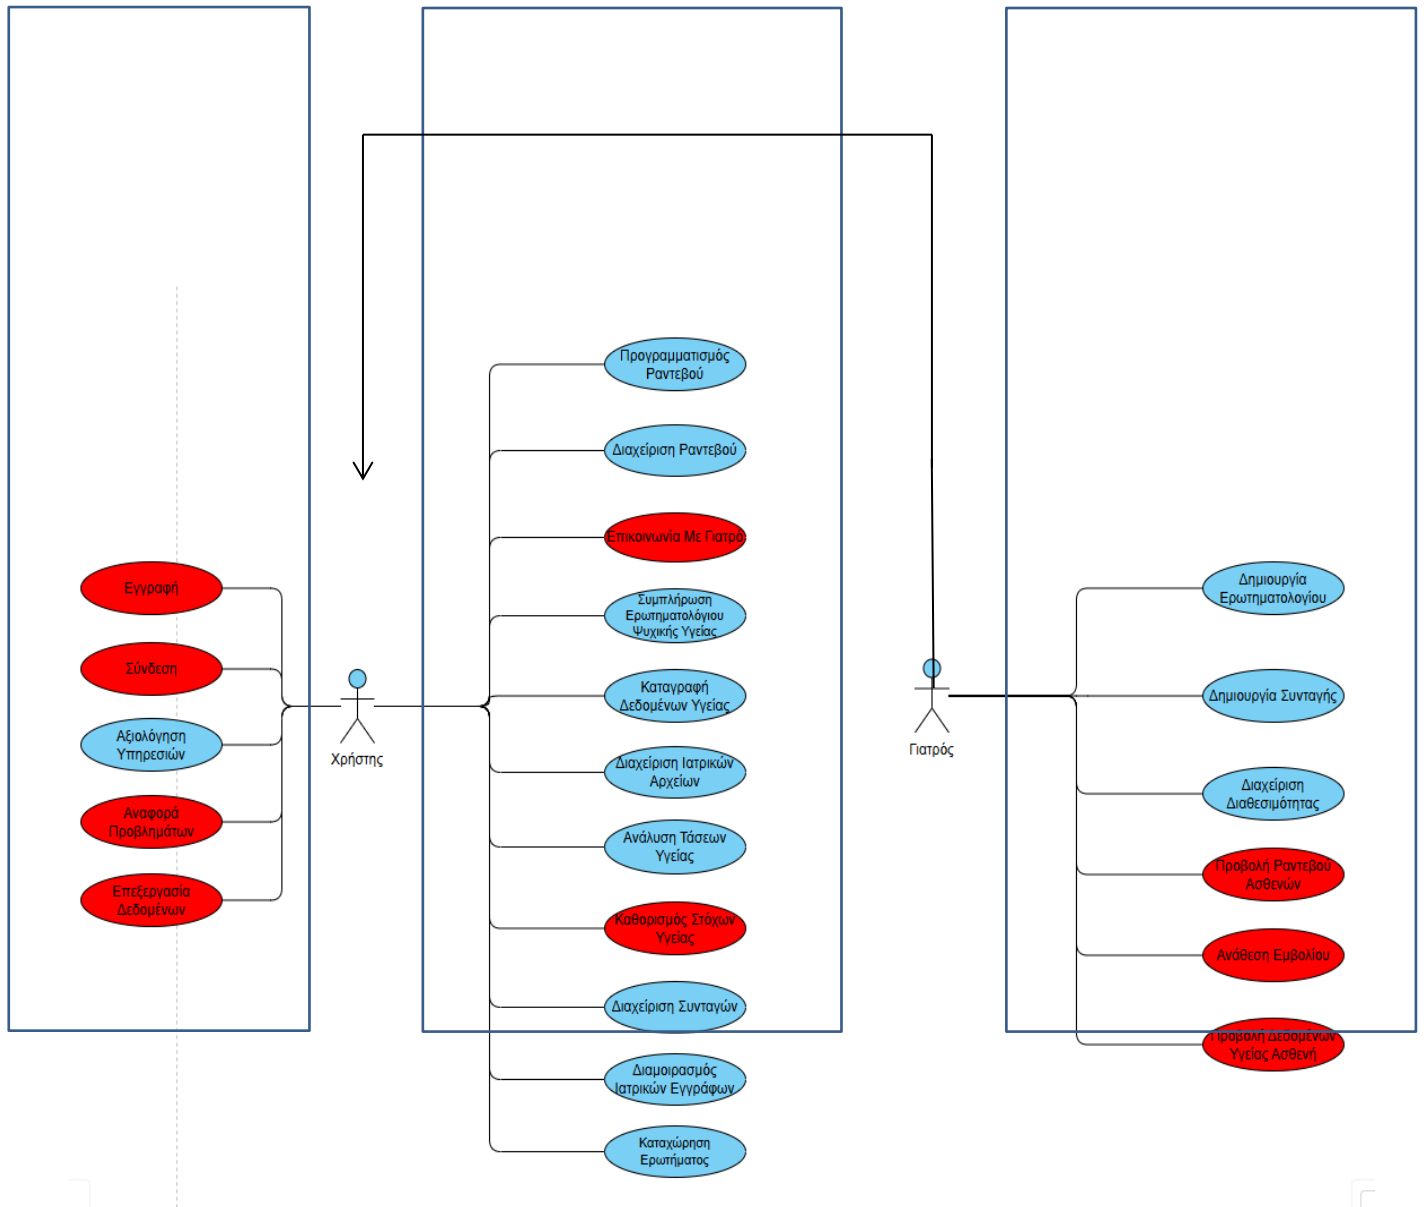 Εγγραφή
Σύνδεση
Αξιολόγηση
Υπηρεσιών
Αναφορά
Προβλημάτων
Επεξεργασία
Δεδομένων
Χρήστης
Προγραμματισμός
Ραντεβού
Διαχείριση Ραντεβού
Επικοινωνία Με Γιατρό
Συμπλήρωση
Ερωτηματολόγιου
Ψυχικής Υγείας
Καταγραφή
Δεδομένων Υγείας
Διαχείριση Ιατρικών
Αρχείων
Ανάλυση Τάσεων
Υγείας
Καθορισμός Στόχων
Υγείας
Διαχείριση Συνταγών
Διαμοιρασμός
Ιατρικών Εγγράφων
Καταχώρηση
Ερωτήματος
Γιατρός
Δημιουργία
Ερωτηματολογίου
Δημιουργία Συνταγής
Διαχείριση
Διαθεσιμότητας
Προβολή Ραντεβού
Ασθενών
Ανάθεση Εμβολίου
Προβολή Δεδομένων
Υγείας Ασθενή